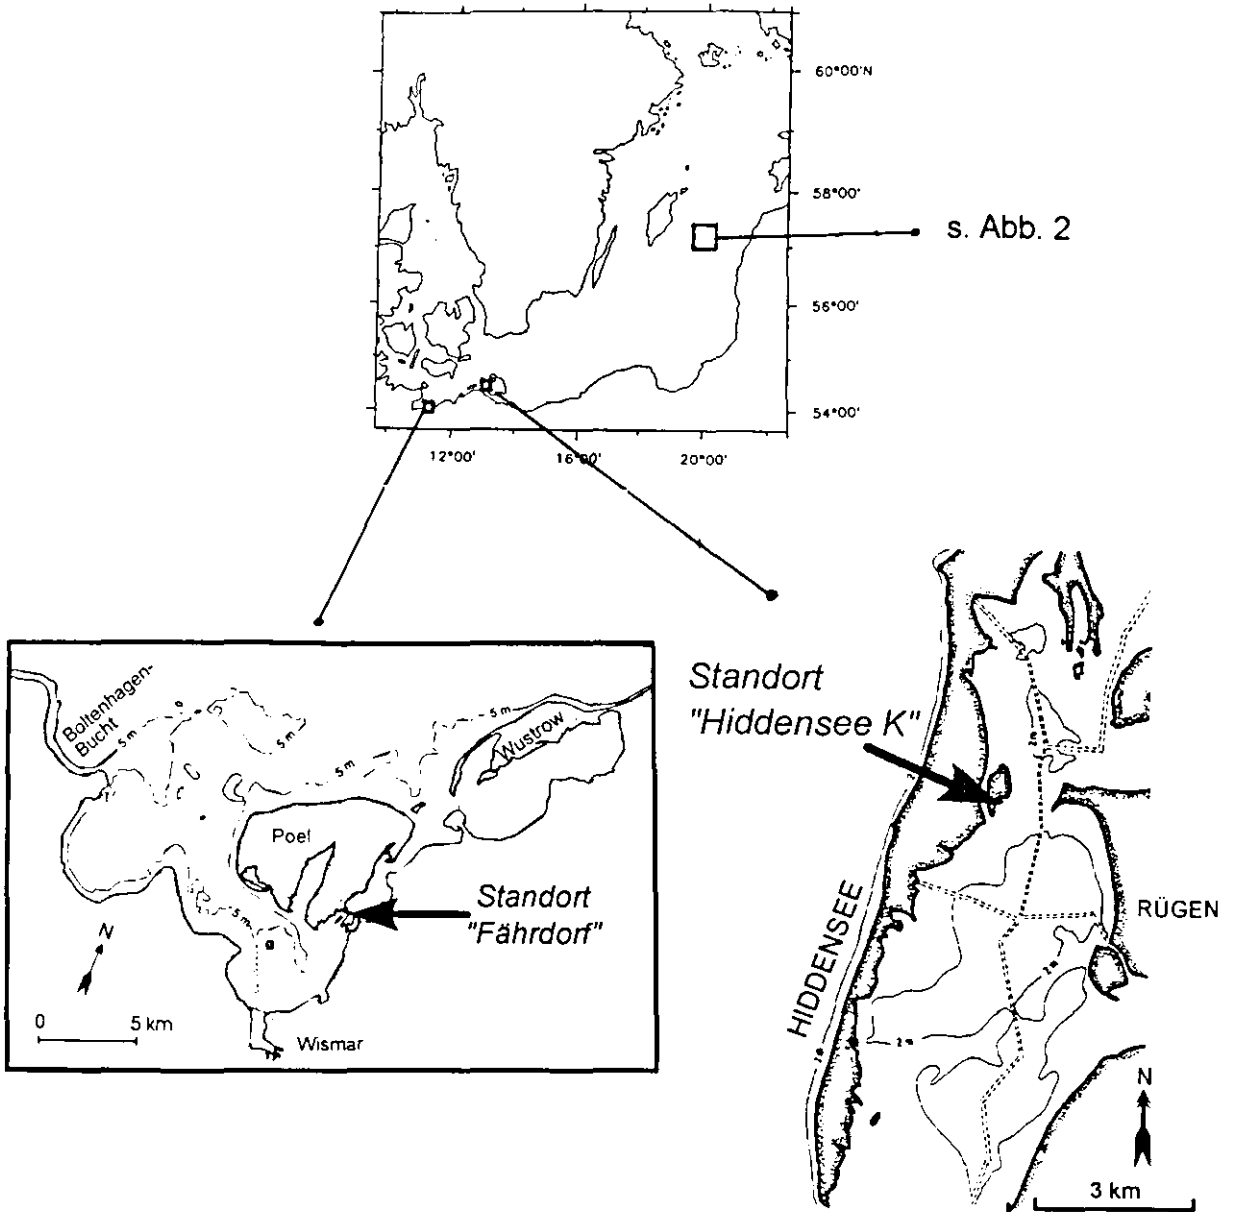 60°00'N
58°00'
s. Abb. 2
56°00'
54°00'
12°00'
16°00'
20°00'
Boltenhagen-
Bucht
5 m
5 m
5 m
5 m
Wustrow
Poel
5 m
Standort
"Fährdorf"
N
0 5 km
Wismar
Standort
"Hiddensee K"
2m
HIDDENSEE
RÜGEN
2 m
2 m
N
3 km